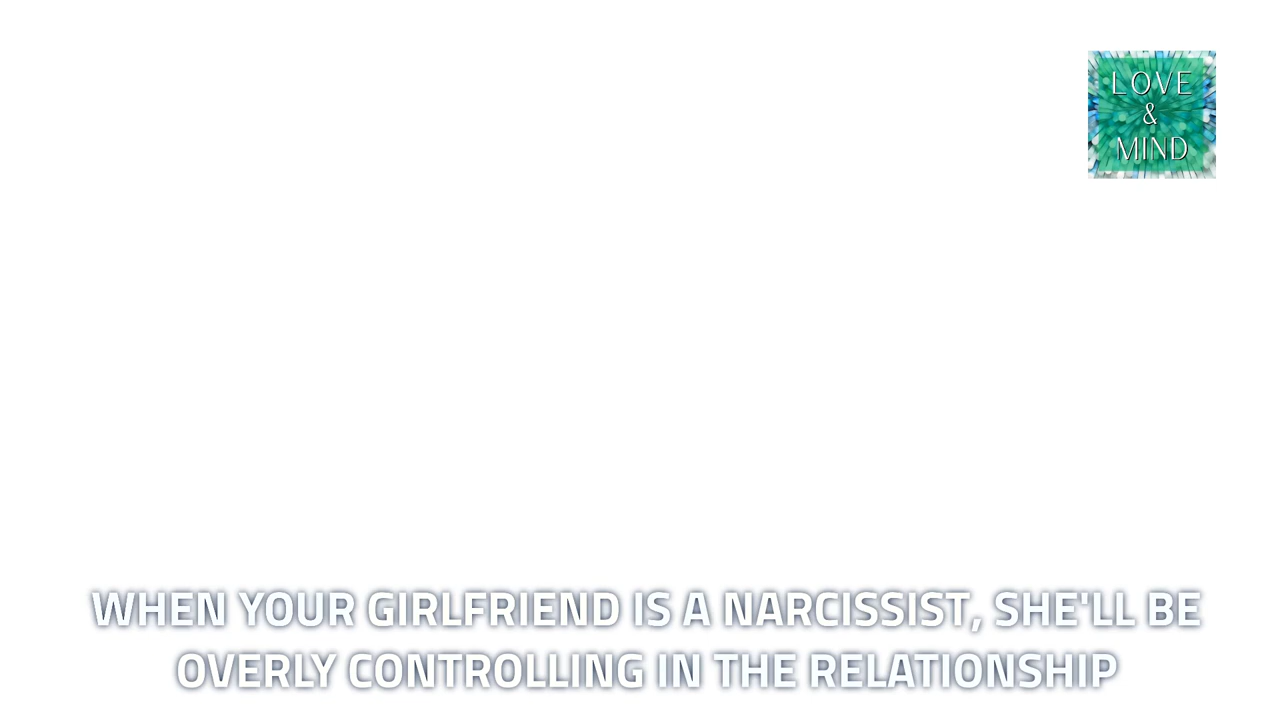 LOVE
&
MIND
WHEN YOUR GIRLFRIEND IS A NARCISSIST, SHE'LL BE
OVERLY CONTROLLING IN THE RELATIONSHIP